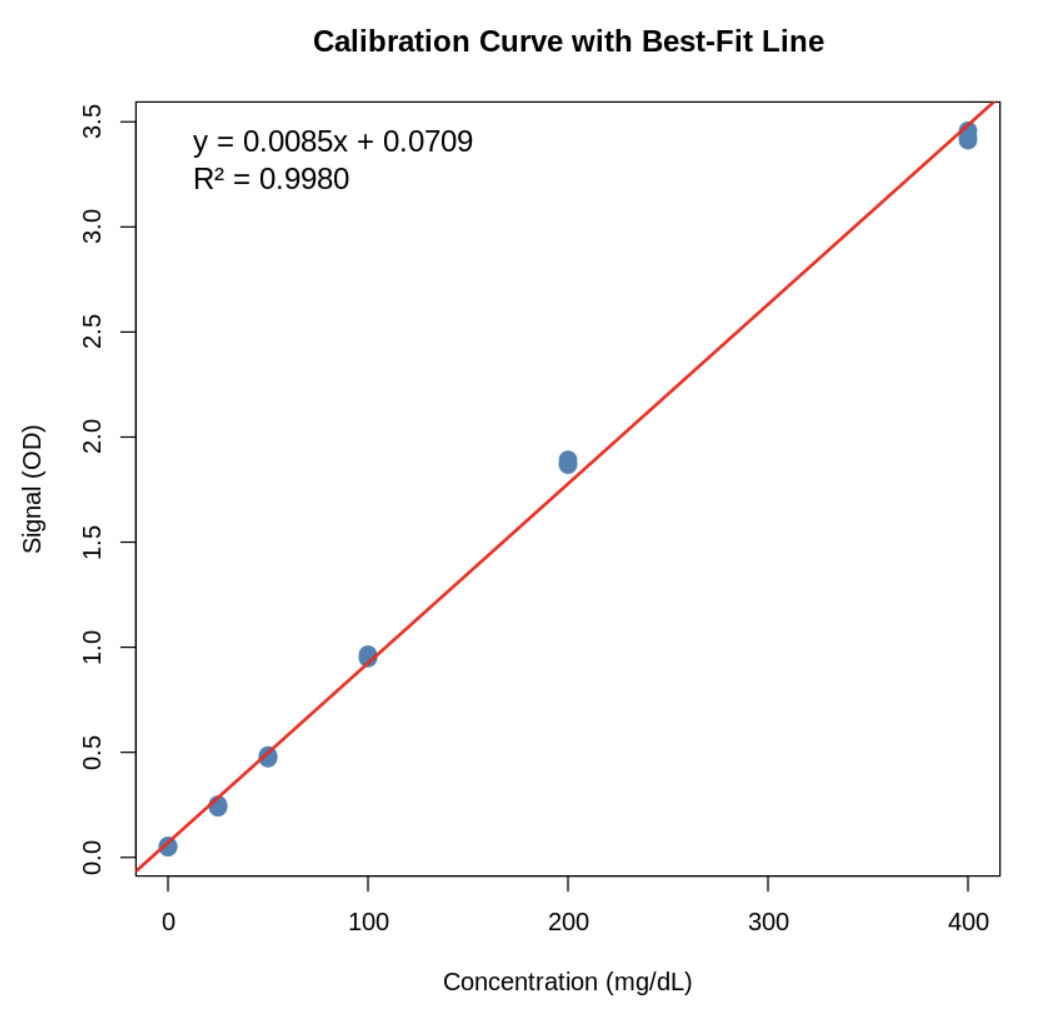 Calibration Curve with Best-Fit Line
y = 0.0085x + 0.0709
R² = 0.9980
3.5
3.0
2.5
2.0
1.5
1.0
0.5
0.0
Signal (OD)
0 100 200 300 400
Concentration (mg/dL)